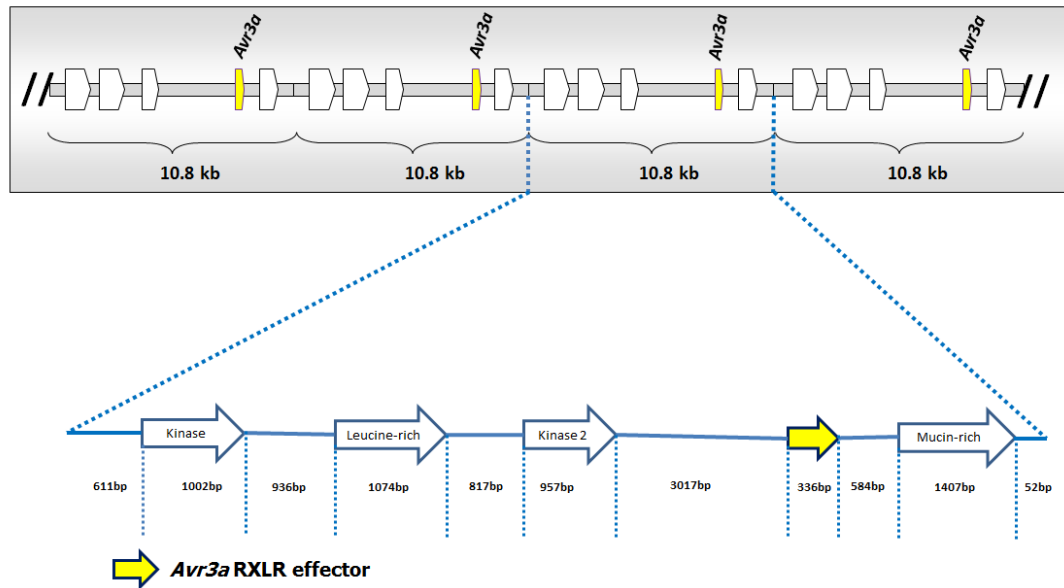 Avr3a Avr3a Avr3a Avr3a
10.8 kb 10.8 kb 10.8 kb 10.8 kb
Kinase Leucine-rich Kinase 2 Mucin-rich
611bp 1002bp 936bp 1074bp 817bp 957bp 3017bp 336bp 584bp 1407bp 52bp
Avr3a RXLR effector